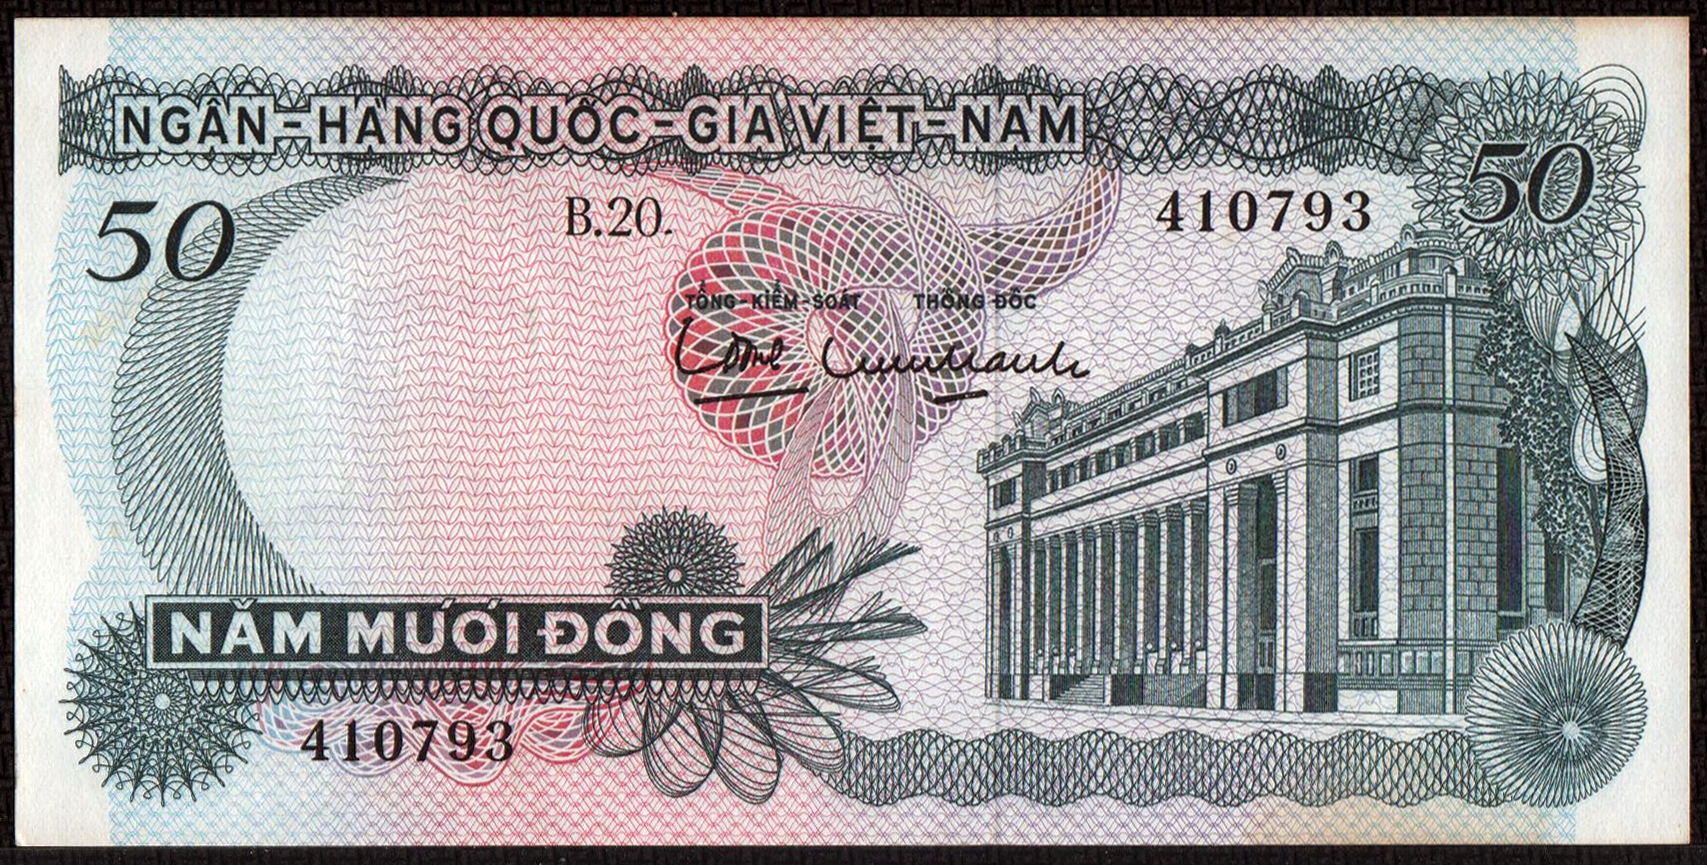 NGÂN-HÀNG QUỐC-GIA VIỆT-NAM
50
B.20.
410793
50
TỔNG-KIỂM-SOÁT
THỐNG ĐỐC
NĂM MƯƠI ĐỒNG
410793